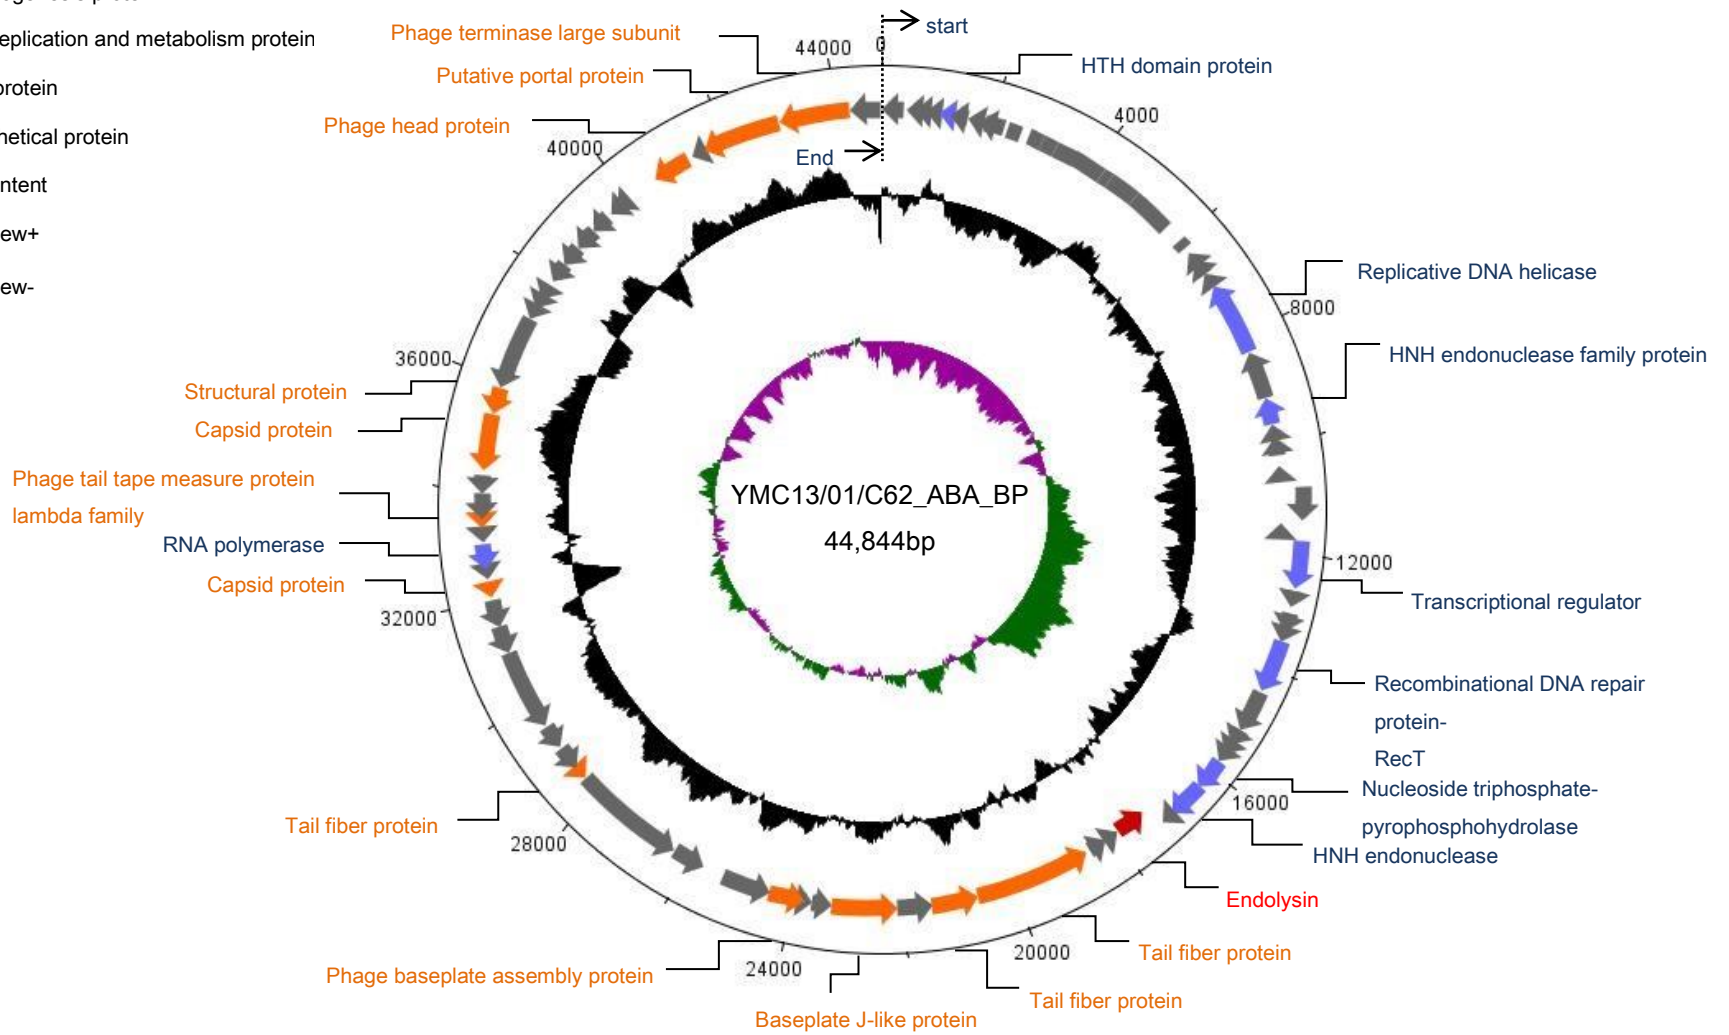 eplication and metabolism protein
protein
netical protein
ntent
ew+
ew-
Phage terminase large subunit
Putative portal protein
Phage head protein
44000
0
start
End
HTH domain protein
4000
40000
Replicative DNA helicase
8000
HNH endonuclease family protein
36000
Structural protein
Capsid protein
Phage tail tape measure protein
lambda family
RNA polymerase
Capsid protein
32000
YMC13/01/C62_ABA_BP
44,844bp
12000
Transcriptional regulator
Recombinational DNA repair
protein-
RecT
Nucleoside triphosphate-
pyrophosphohydrolase
16000
HNH endonuclease
Endolysin
Tail fiber protein
28000
Tail fiber protein
20000
Tail fiber protein
24000
Phage baseplate assembly protein
Baseplate J-like protein